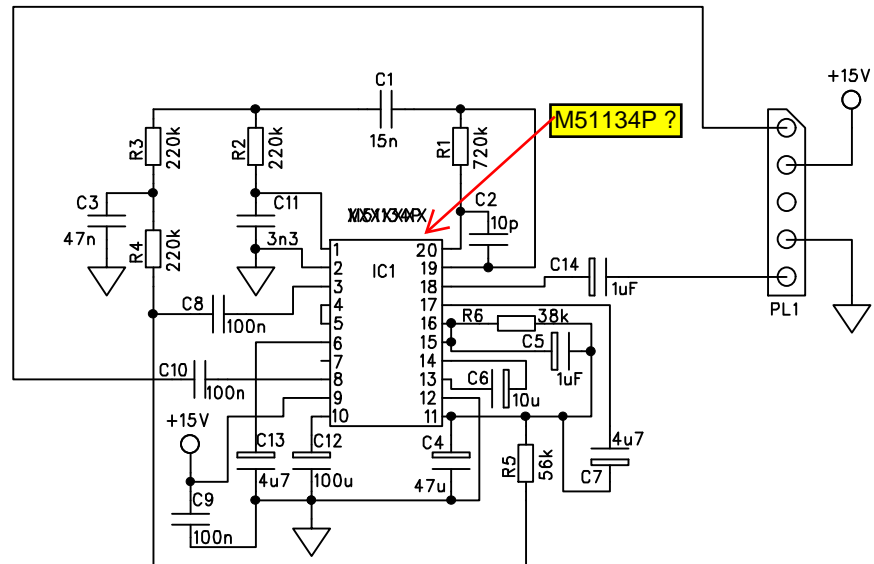 C1
15n
+15V
M51134P ?
R3
220k
R2
220k
R1
720k
C3
47n
R4
220k
C11
3n3
C2
10p
IC1
1
2
3
4
5
6
7
8
9
10
20
19
18
17
16
15
14
13
12
11
C14
1uF
PL1
C8
100n
R6
38k
C5
1uF
C10
100n
C6
10u
+15V
C13
4u7
C12
100u
C4
47u
R5
56k
4u7
C7
C9
100n